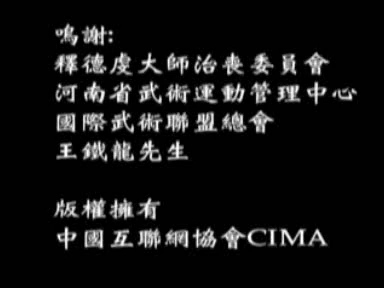 鳴謝:
釋德虔大師治喪委員會
河南省武術運動管理中心
國際武術聯盟總會
王鐵龍先生
版權擁有
中國互聯網協會CIMA